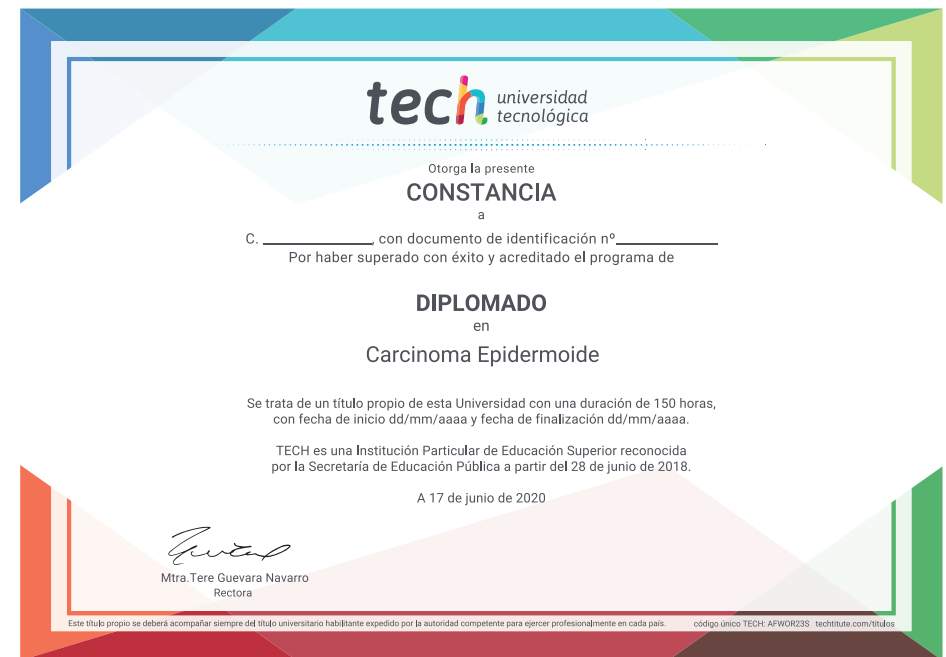 tech universidad
tecnológica
Otorga la presente
CONSTANCIA
a
C. ____________, con documento de identificación nº___________
Por haber superado con éxito y acreditado el programa de
DIPLOMADO
en
Carcinoma Epidermoide
Se trata de un título propio de esta Universidad con una duración de 150 horas,
con fecha de inicio dd/mm/aaaa y fecha de finalización dd/mm/aaaa.
TECH es una Institución Particular de Educación Superior reconocida
por la Secretaría de Educación Pública a partir del 28 de junio de 2018.
A 17 de junio de 2020
Mtra.Tere Guevara Navarro
Rectora
Este título propio se deberá acompañar siempre del título universitario habilitante expedido por la autoridad competente para ejercer profesionalmente en cada país. código único TECH: AFWOR23S techtitute.com/titulos